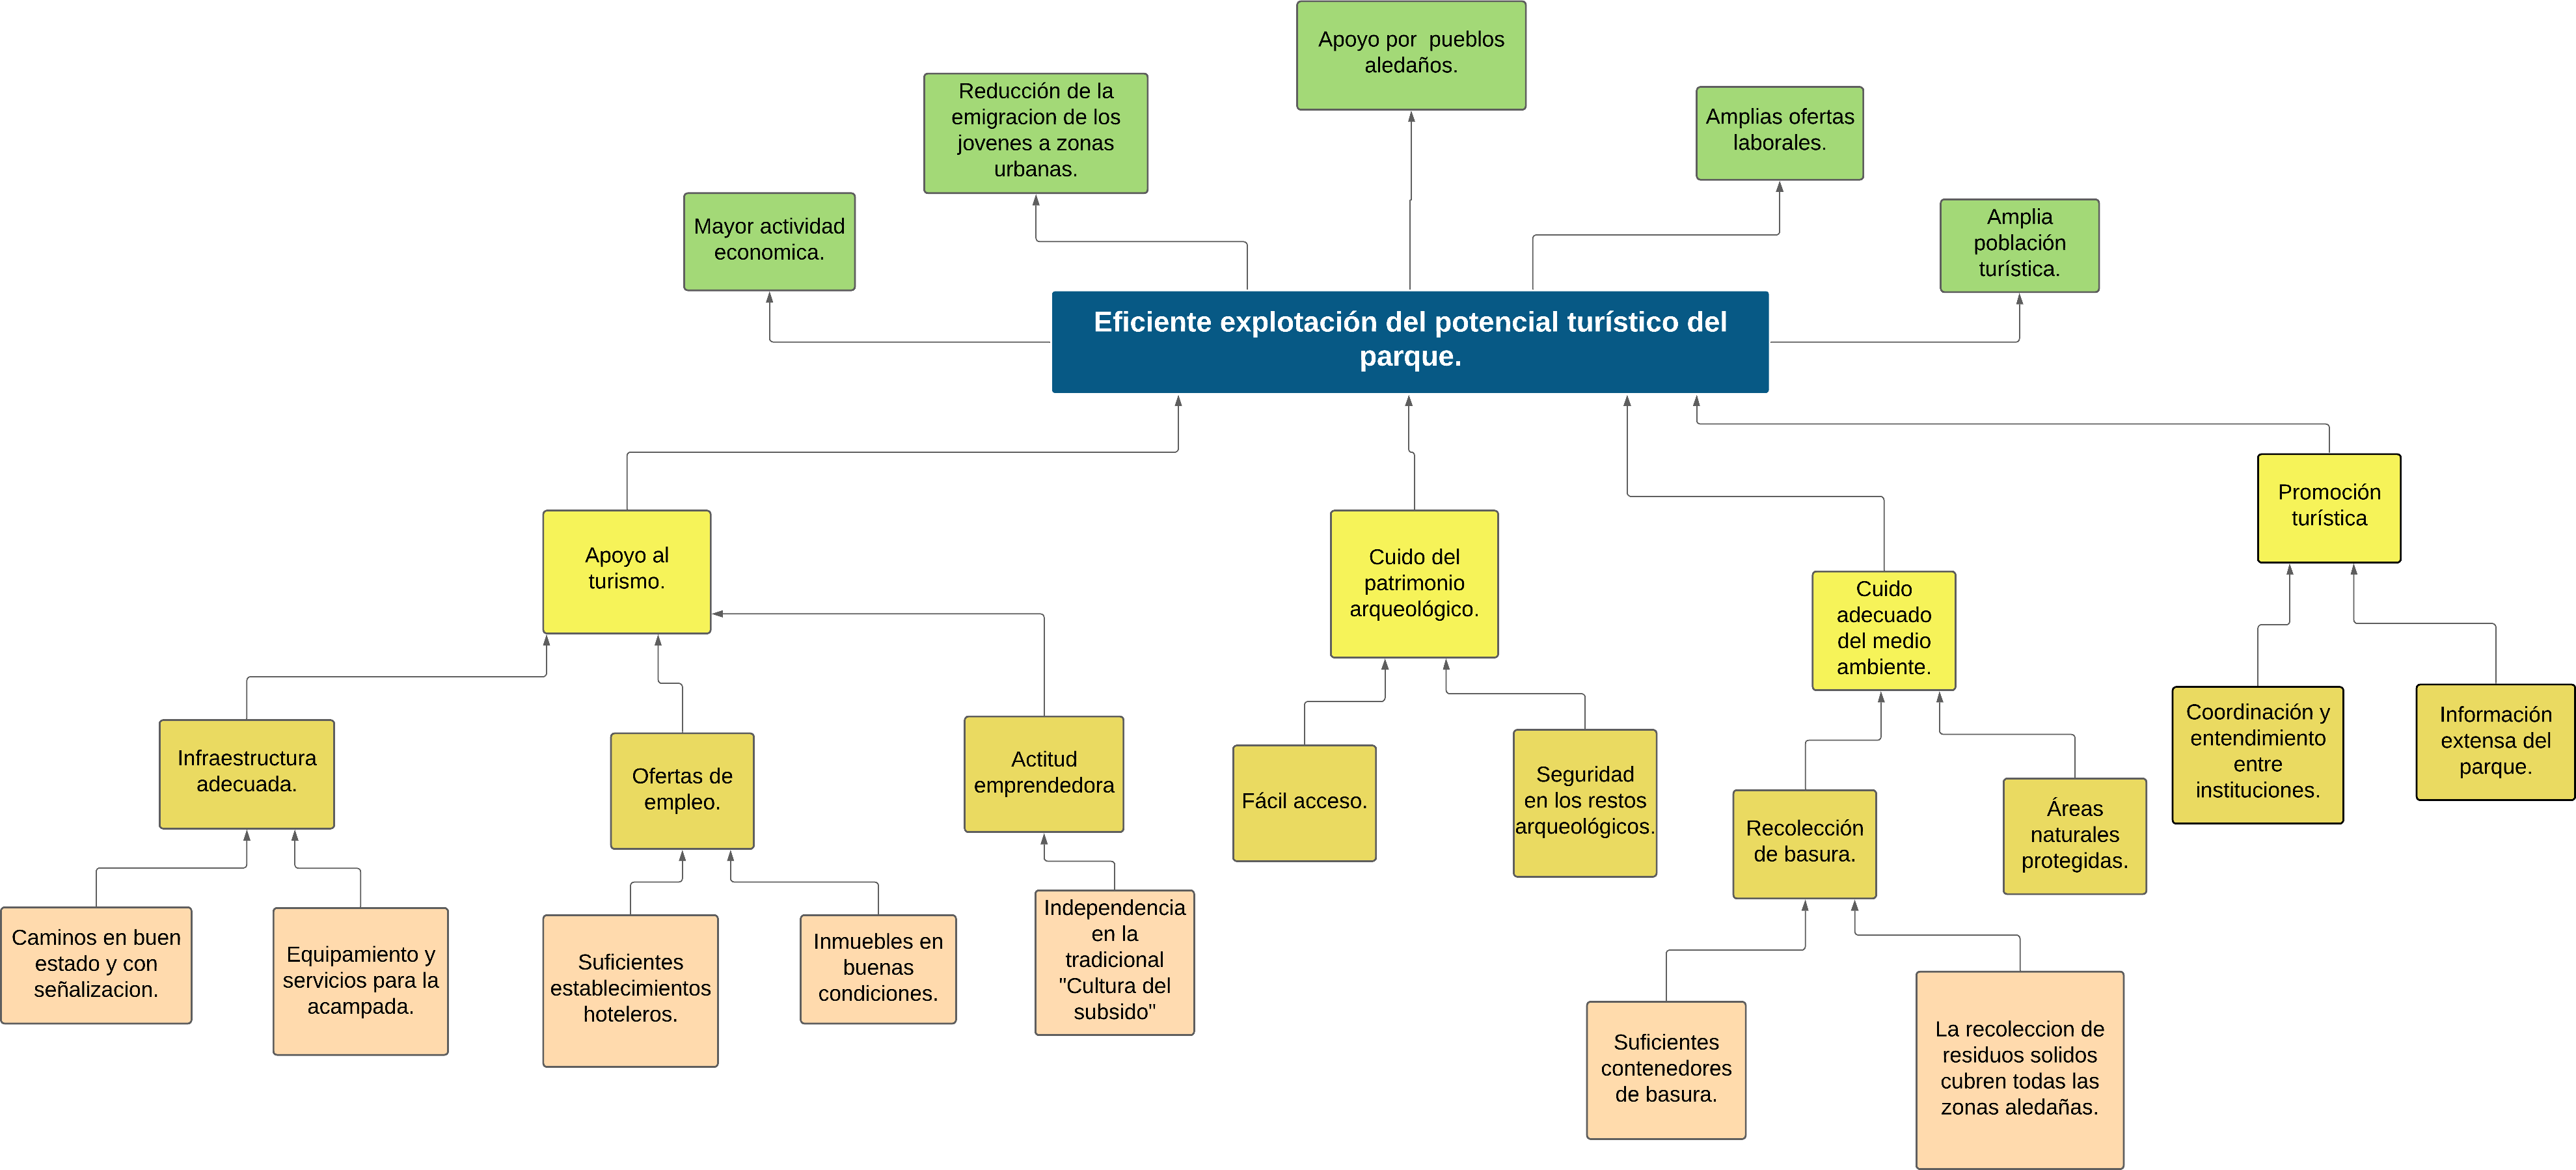 Apoyo por  pueblos
aledaños.
Reducción de la
emigracion de los
jovenes a zonas
urbanas.
Amplias ofertas
laborales.
Mayor actividad
economica.
Amplia
población
turística.
Eficiente explotación del potencial turístico del
parque.
Apoyo al
turismo.
Cuido del
patrimonio
arqueológico.
Cuido
adecuado
del medio
ambiente.
Promoción
turística
Infraestructura
adecuada.
Ofertas de
empleo.
Actitud
emprendedora
Fácil acceso.
Seguridad
en los restos
arqueológicos.
Recolección
de basura.
Áreas
naturales
protegidas.
Coordinación y
entendimiento
entre
instituciones.
Información
extensa del
parque.
Caminos en buen
estado y con
señalizacion.
Equipamiento y
servicios para la
acampada.
Suficientes
establecimientos
hoteleros.
Inmuebles en
buenas
condiciones.
Independencia
en la
tradicional
"Cultura del
subsido"
Suficientes
contenedores
de basura.
La recoleccion de
residuos solidos
cubren todas las
zonas aledañas.